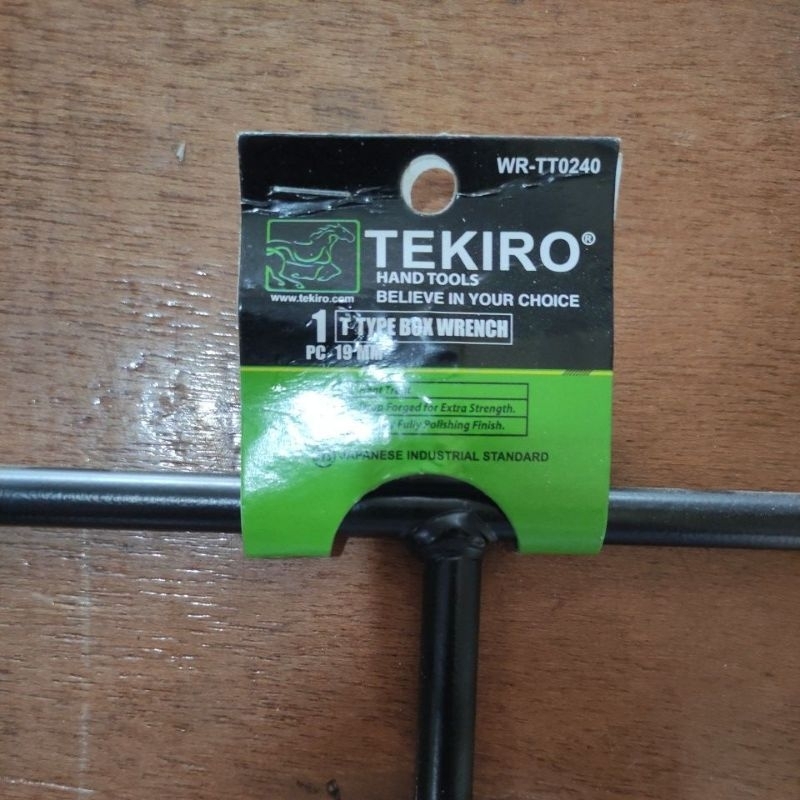 WR-TT0240
TEKIRO®
HAND TOOLS
www.tekiro.com
BELIEVE IN YOUR CHOICE
1 T TYPE BOX WRENCH
PC 19 MM
Forged for Extra Strength.
Fully Polishing Finish.
JAPANESE INDUSTRIAL STANDARD